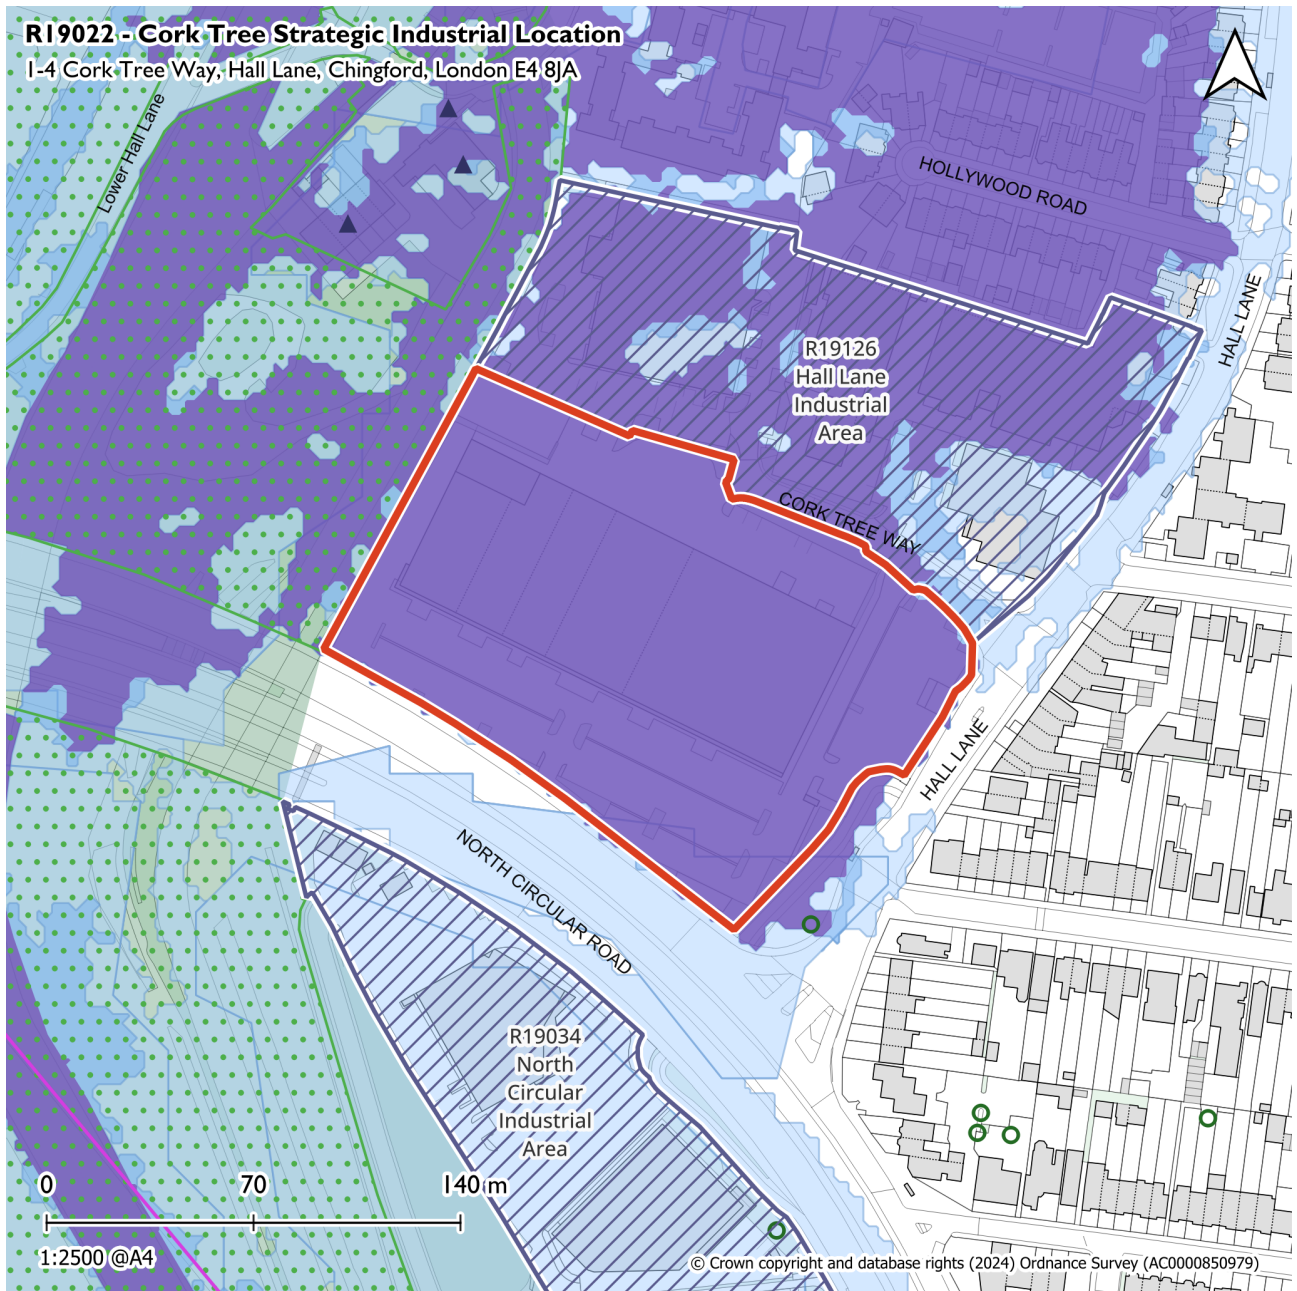 R19022 - Cork Tree Strategic Industrial Location
1-4 Cork Tree Way, Hall Lane, Chingford, London E4 8JA
Lower Hall Lane
HOLLYWOOD ROAD
HALL LANE
R19126
Hall Lane
Industrial
Area
CORK TREE WAY
HALL LANE
NORTH CIRCULAR ROAD
R19034
North
Circular
Industrial
Area
0 70 140 m
1:2500 @A4
© Crown copyright and database rights (2024) Ordnance Survey (AC0000850979)